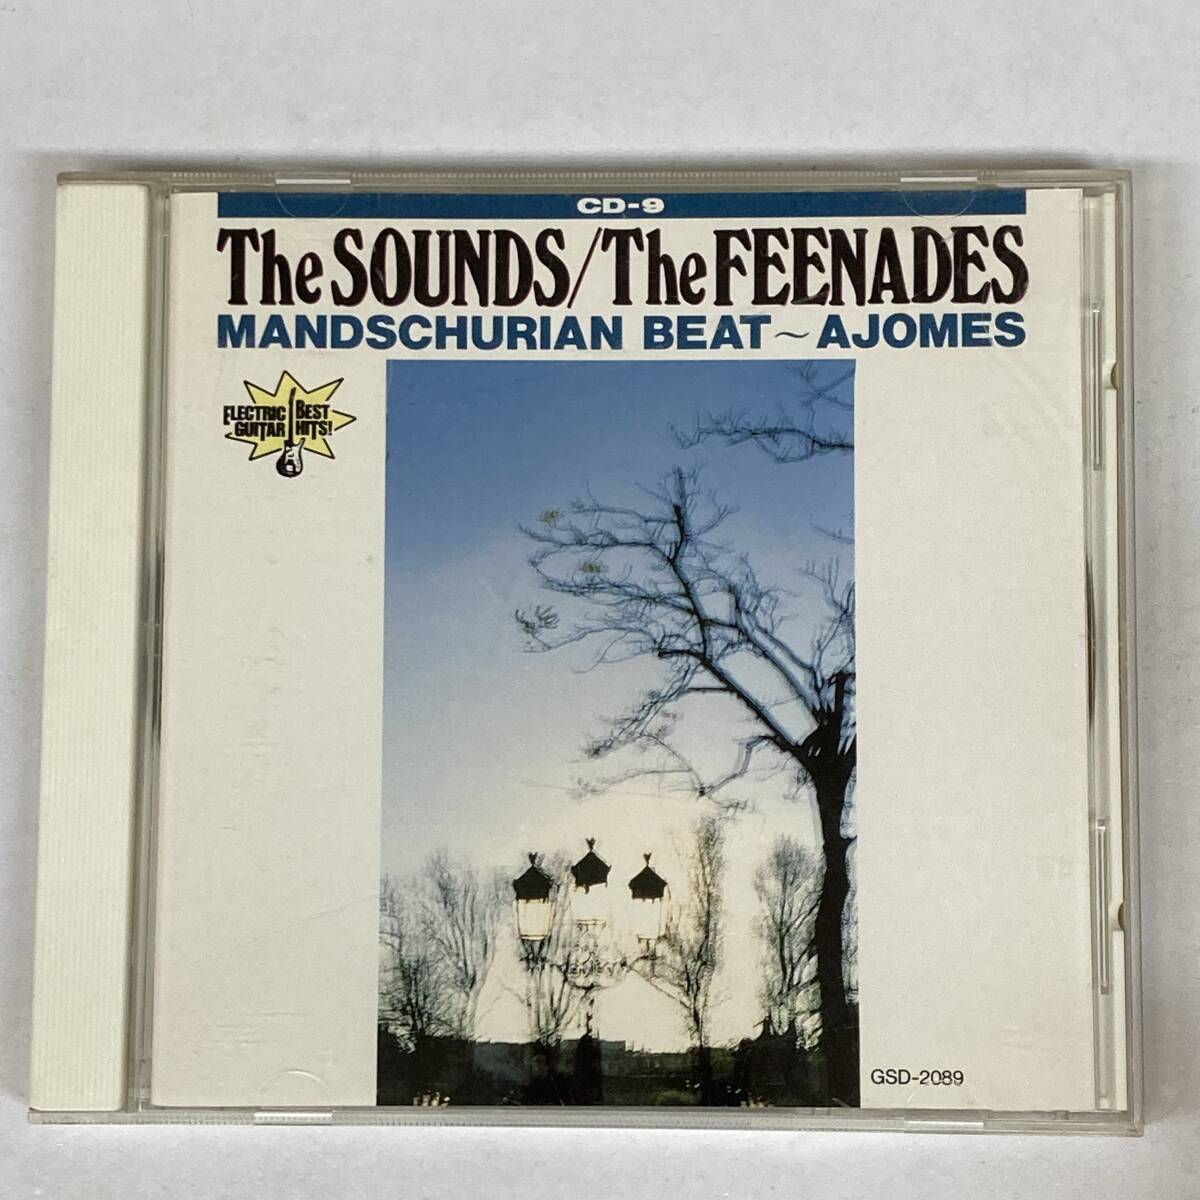 CD-9
The SOUNDS/The FEENADES
MANDSCHURIAN BEAT~AJOMES
ELECTRIC BEST
GUITAR HITS!
GSD-2089